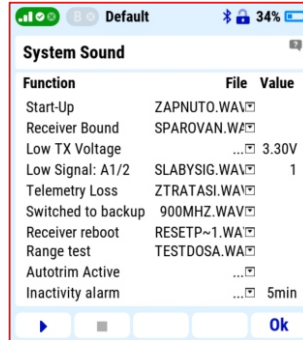 B Default 34%
System Sound
Function File Value
Start-Up ZAPNUTO.WAV
Receiver Bound SPAROVAN.WA
Low TX Voltage ... 3.30V
Low Signal: A1/2 SLABYSIG.WAV 1
Telemetry Loss ZTRATASI.WAV
Switched to backup 900MHZ.WAV
Receiver reboot RESETP~1.WA
Range test TESTDOSA.WA
Autotrim Active ...
Inactivity alarm ... 5min
Ok